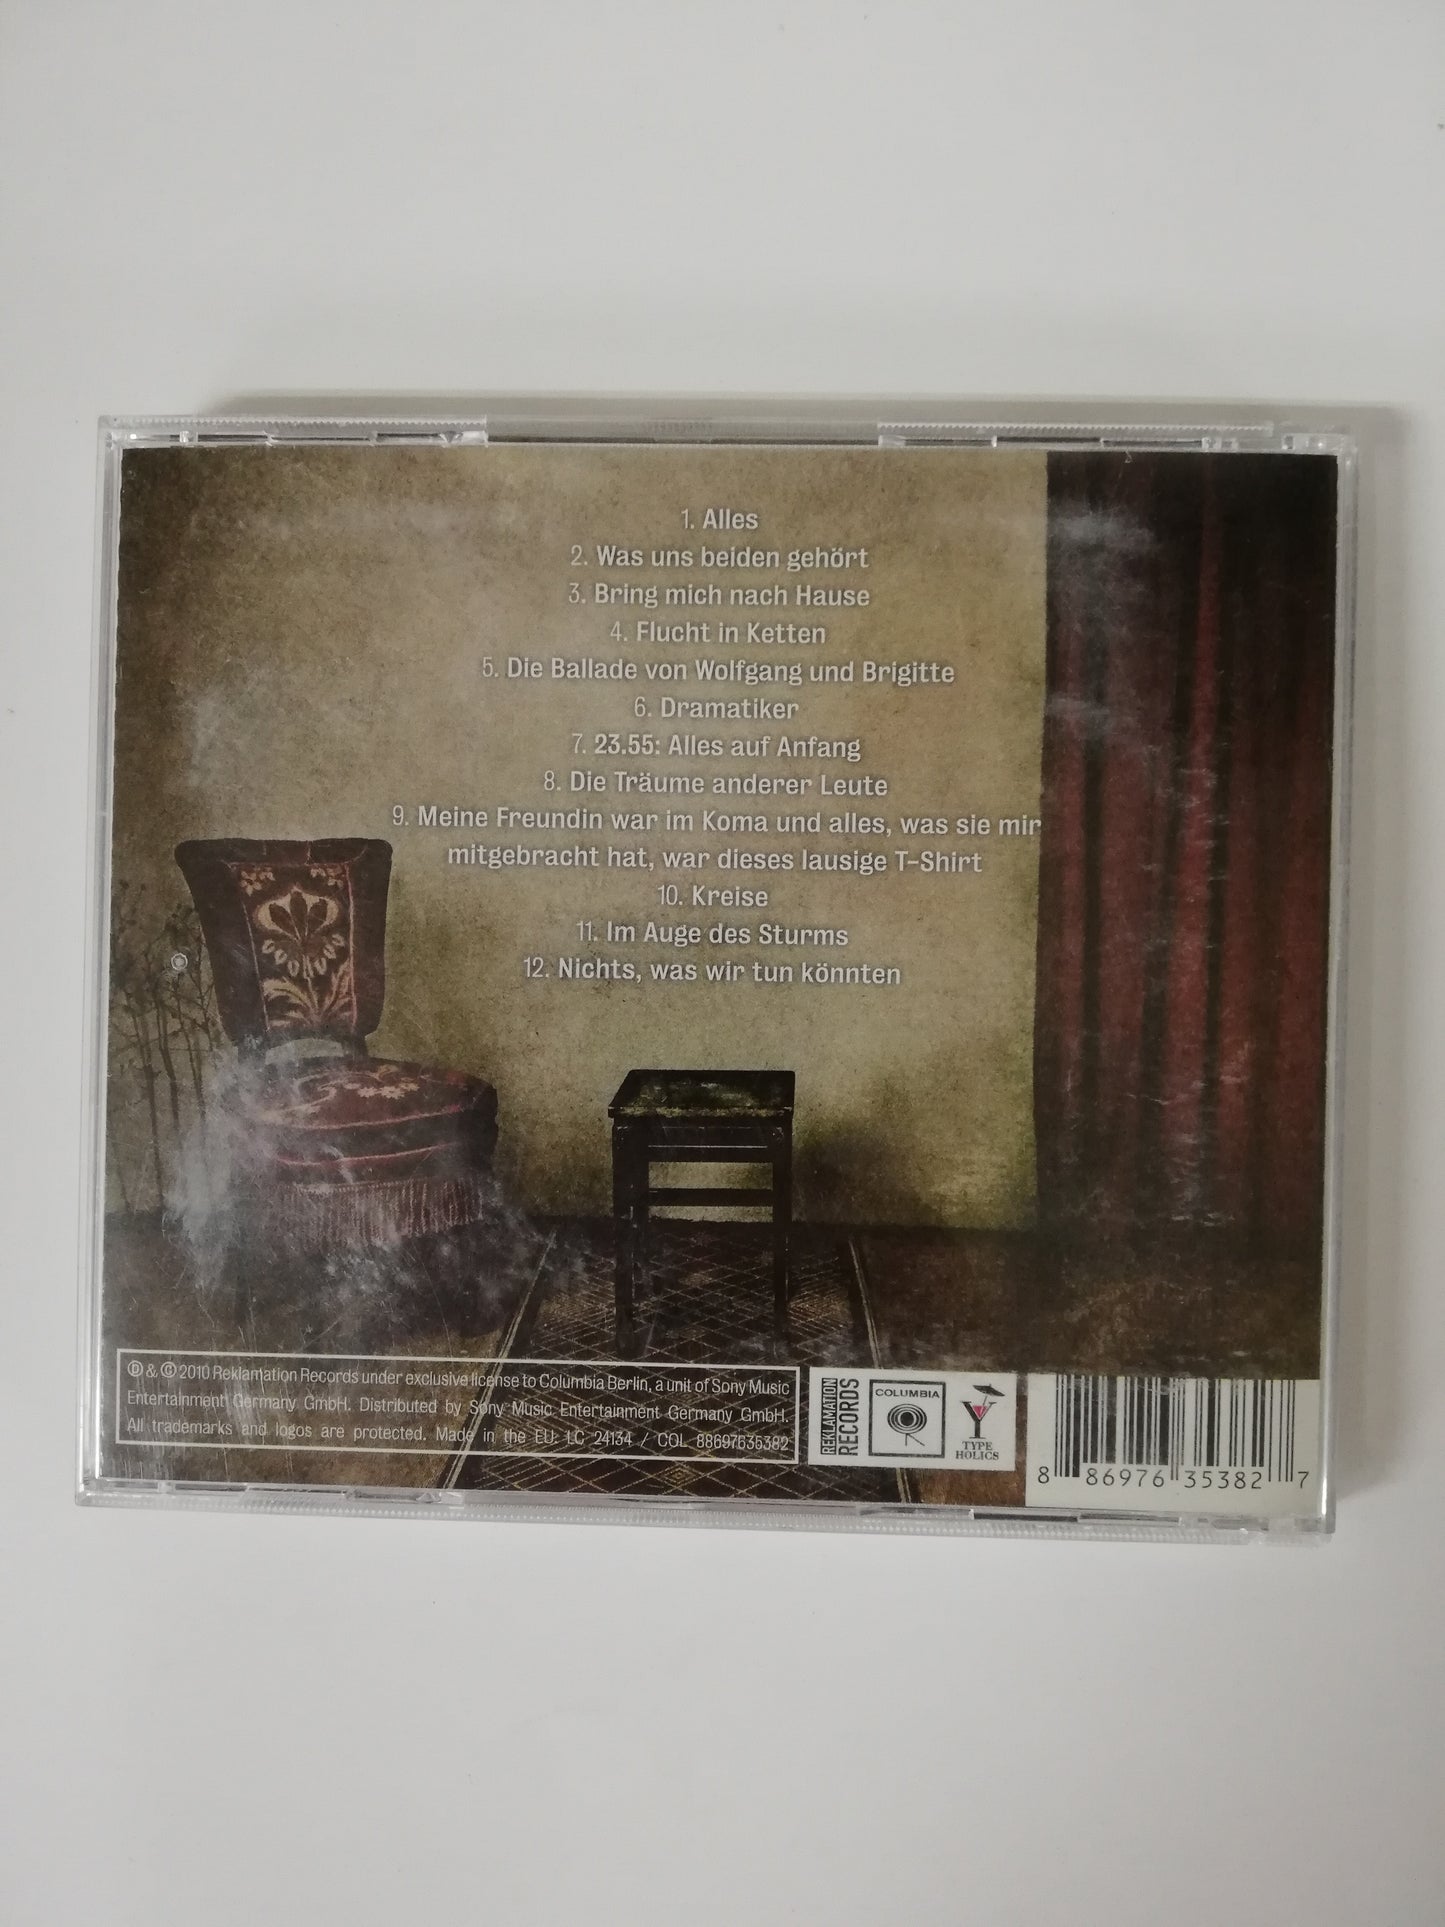 1. Alles
2. Was uns beiden gehört
3. Bring mich nach Hause
4. Flucht in Ketten
5. Die Ballade von Wolfgang und Brigitte
6. Dramatiker
7. 23.55: Alles auf Anfang
8. Die Träume anderer Leute
9. Meine Freundin war im Koma und alles, was sie mir
mitgebracht hat, war dieses lausige T-Shirt
10. Kreise
11. Im Auge des Sturms
12. Nichts, was wir tun könnten
℗ & © 2010 Reklamation Records under exclusive license to Columbia Berlin, a unit of Sony Music
Entertainment Germany GmbH. Distributed by Sony Music Entertainment Germany GmbH.
All trademarks and logos are protected. Made in the EU. LC 24134 / COL 88697635382
REKLAMATION
RECORDS
COLUMBIA
TYPE
HOLICS
8 86976 35382 7